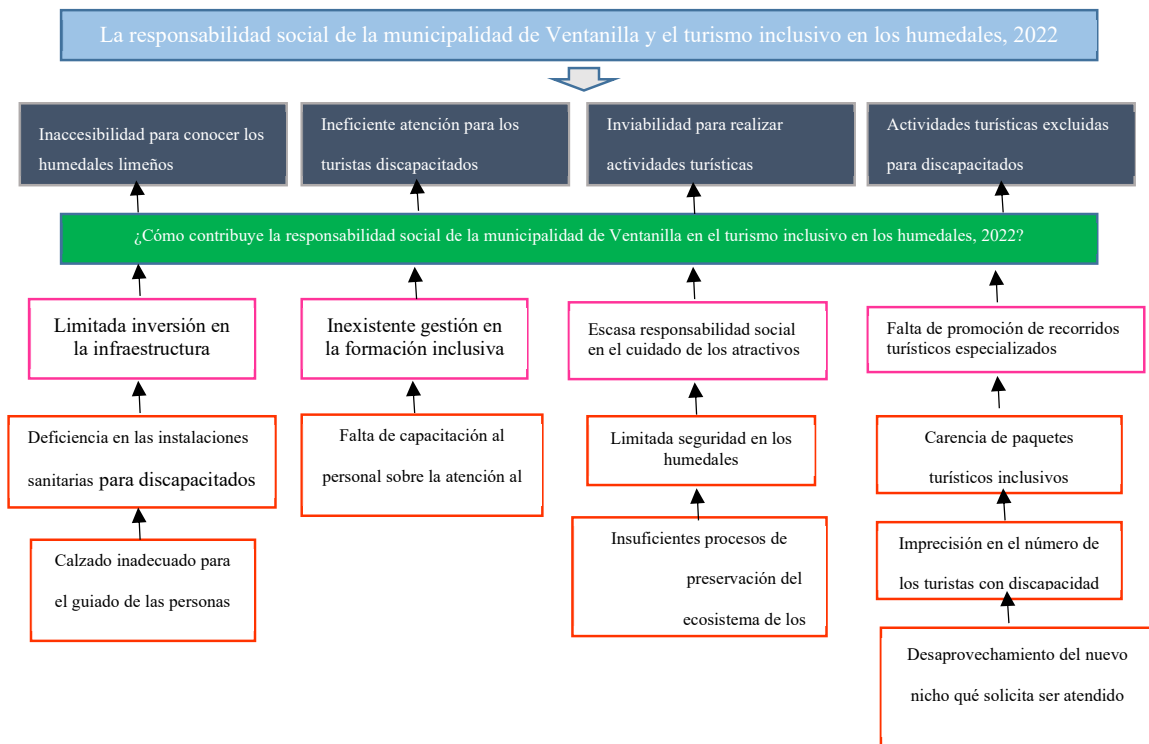 La responsabilidad social de la municipalidad de Ventanilla y el turismo inclusivo en los humedales, 2022
Inaccesibilidad para conocer los
humedales limeños
Ineficiente atención para los
turistas discapacitados
Inviabilidad para realizar
actividades turísticas
Actividades turísticas excluidas
para discapacitados
¿Cómo contribuye la responsabilidad social de la municipalidad de Ventanilla en el turismo inclusivo en los humedales, 2022?
Limitada inversión en
la infraestructura
Inexistente gestión en
la formación inclusiva
Escasa responsabilidad social
en el cuidado de los atractivos
Falta de promoción de recorridos
turísticos especializados
Deficiencia en las instalaciones
sanitarias para discapacitados
Falta de capacitación al
personal sobre la atención al
Limitada seguridad en los
humedales
Carencia de paquetes
turísticos inclusivos
Calzado inadecuado para
el guiado de las personas
Insuficientes procesos de
preservación del
ecosistema de los
Imprecisión en el número de
los turistas con discapacidad
Desaprovechamiento del nuevo
nicho qué solicita ser atendido